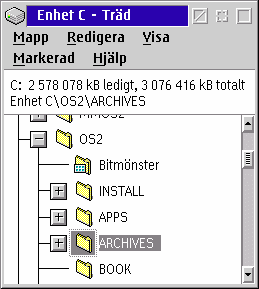 Enhet C - Träd
Mapp Redigera Visa
Markerad Hjälp
C: 2 578 078 kB ledigt, 3 076 416 kB totalt
Enhet C\OS2\ARCHIVES
MMOS2
OS2
Bitmönster
INSTALL
APPS
ARCHIVES
BOOK